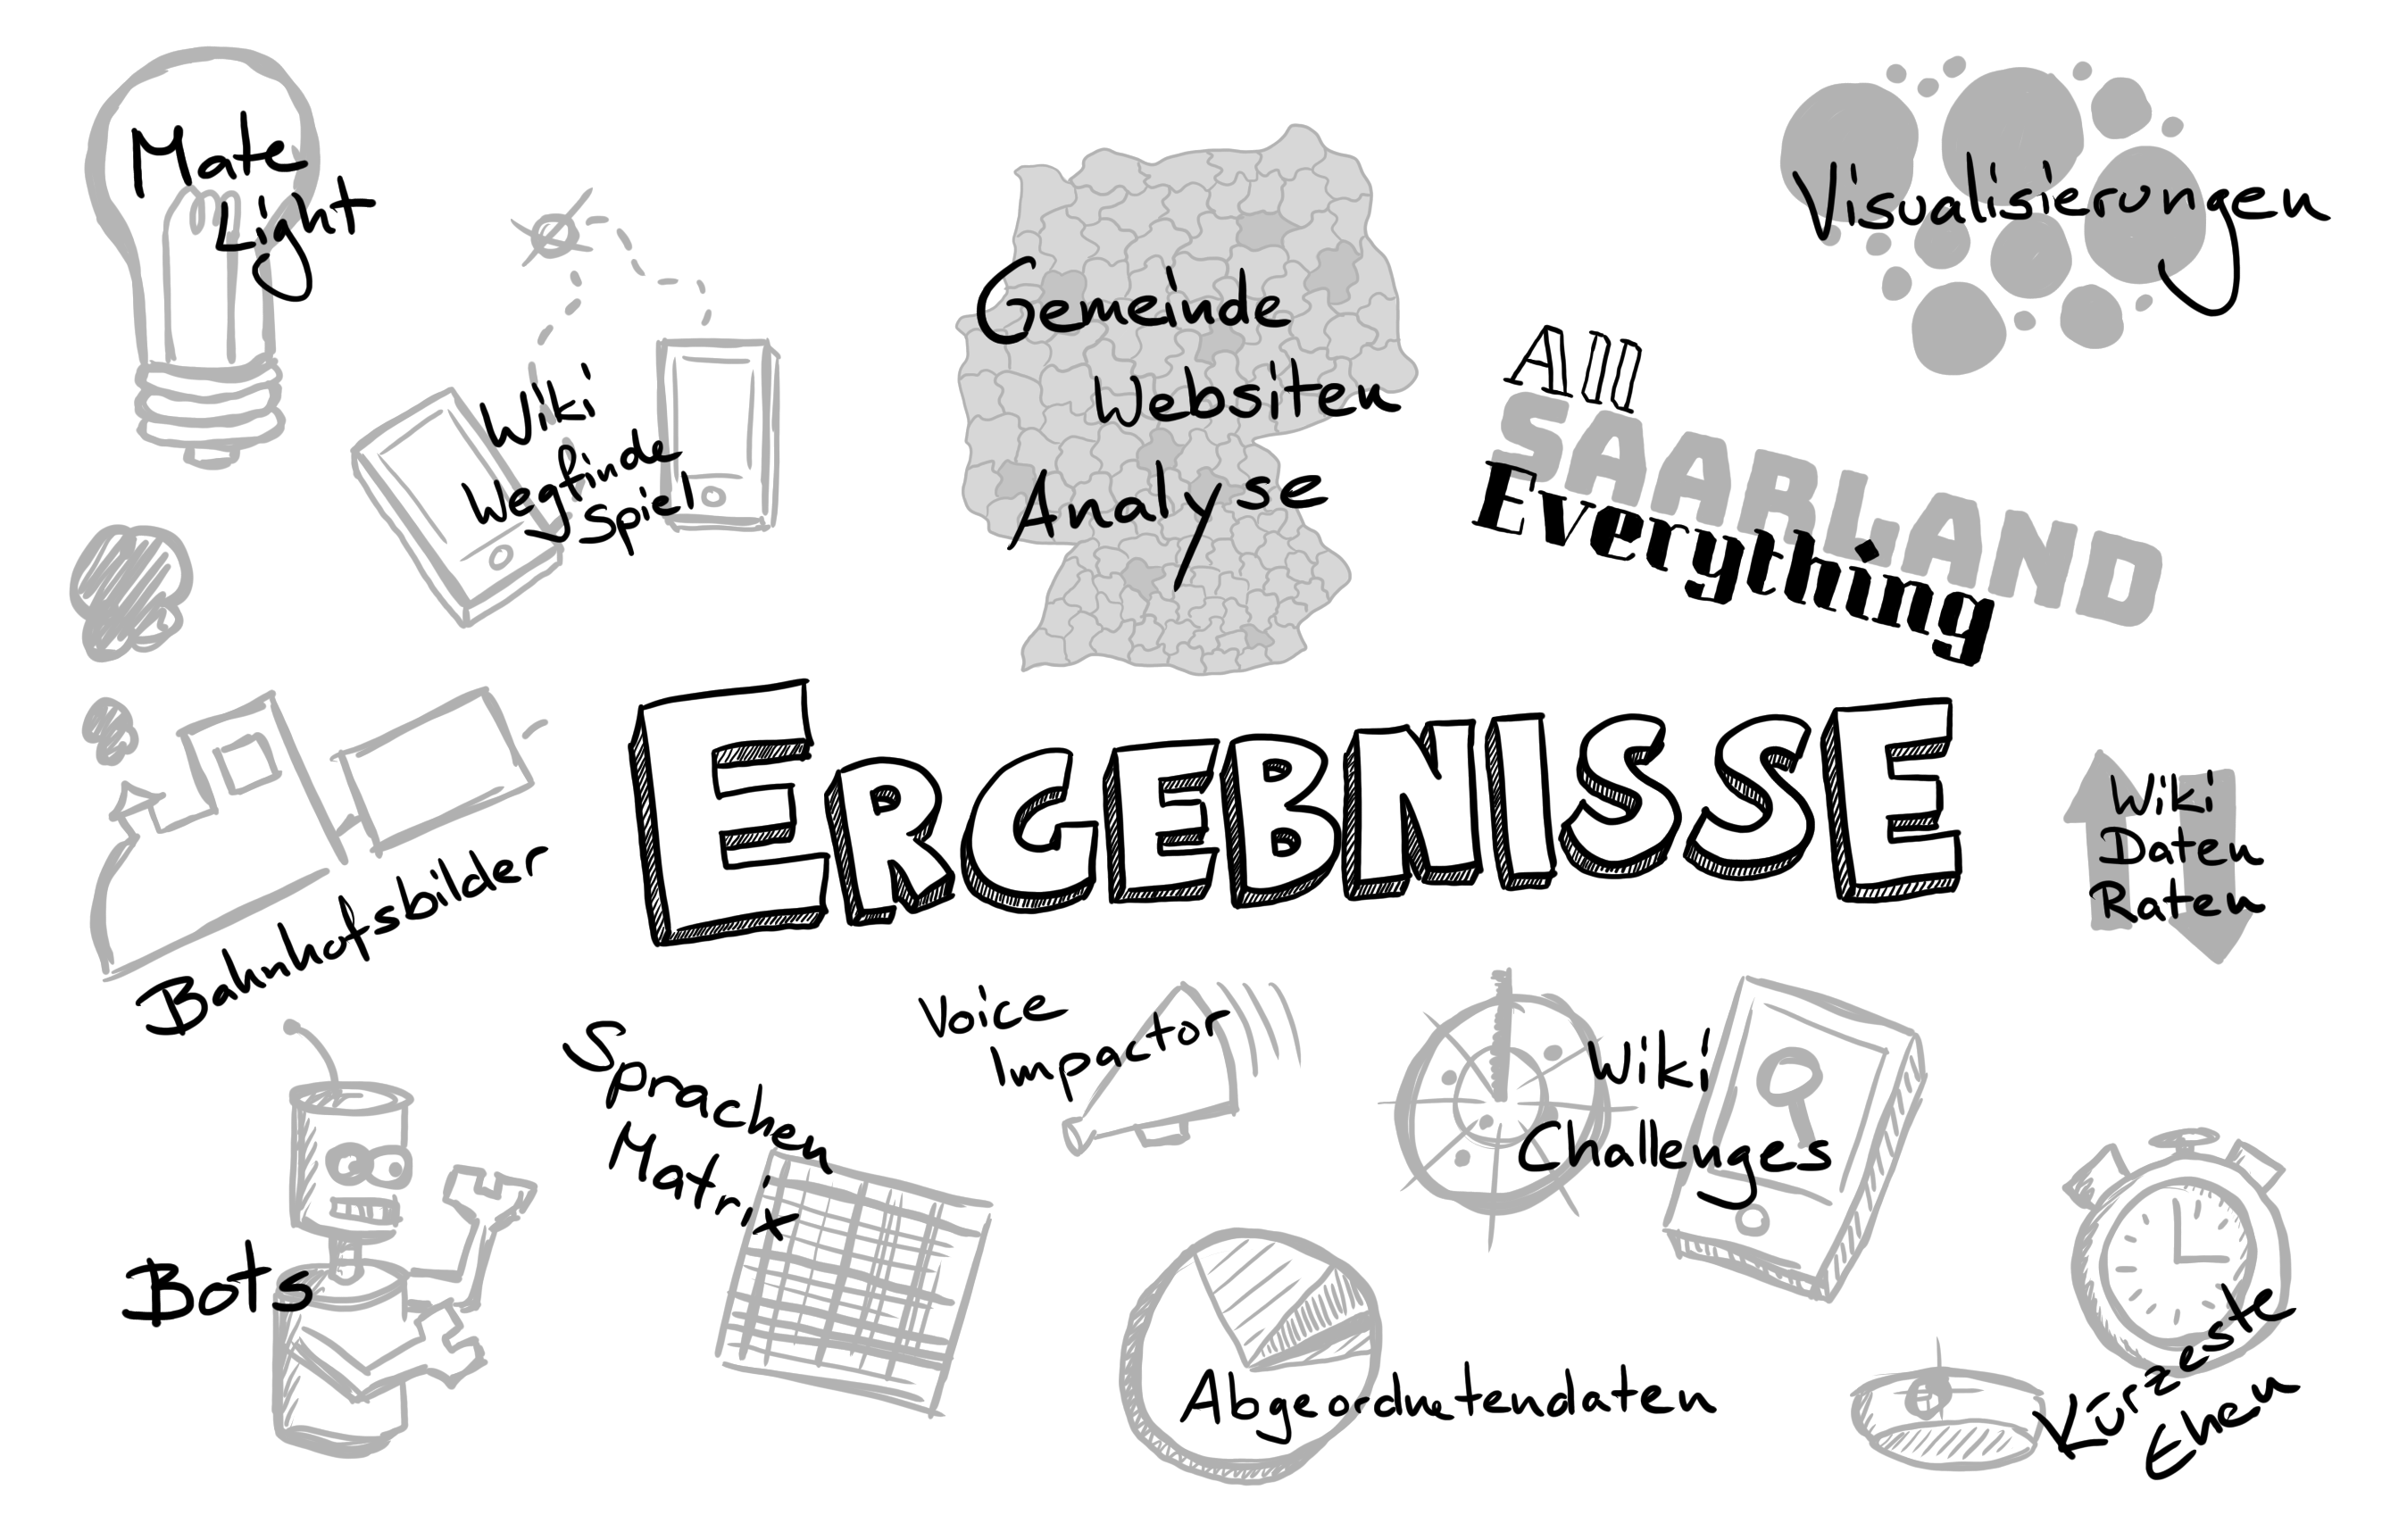 Mate
Light
Wiki
Wegfinde
Spiel
Gemeinde
Websiten
Analyse
Visualisierungen
All
SAARLAND
Everything
Bahnhofsbilder
ERGEBNISSE
Wiki
Daten
Raten
Bots
Sprachen
Matrix
Voice
Impactor
Wiki
Challenges
Abgeordnetendaten
Kürzeste
Ehen